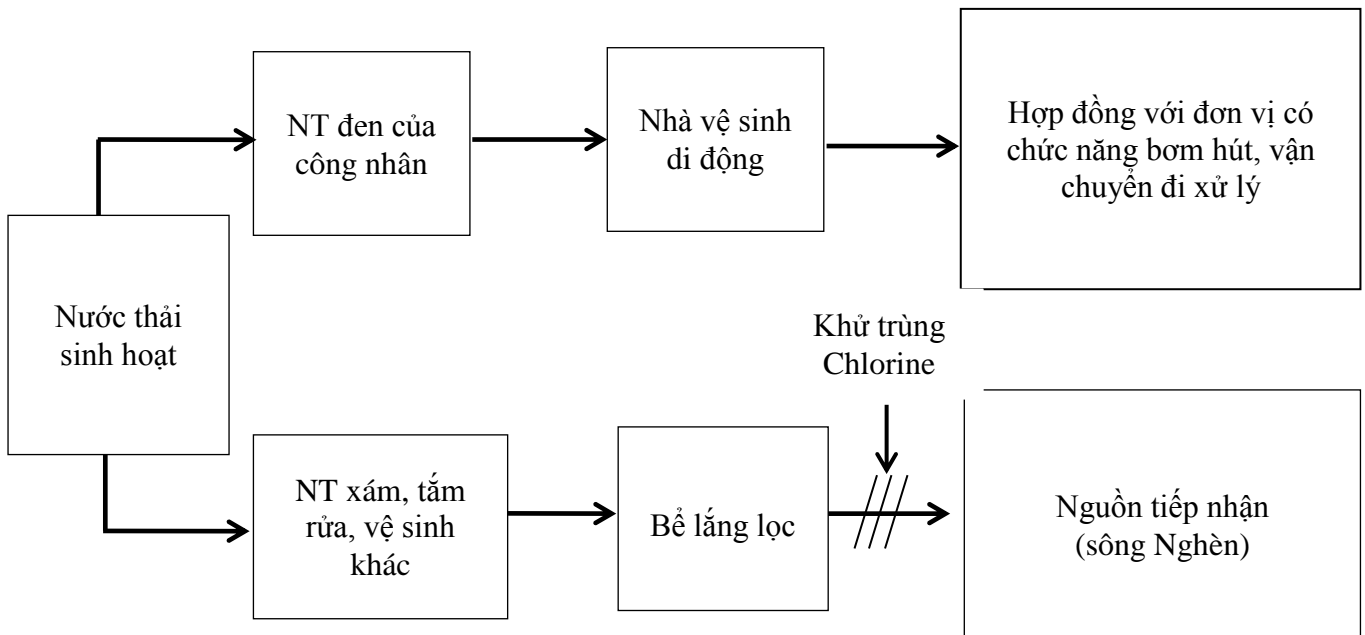 NT đen của
công nhân
Nhà vệ sinh
di động
Hợp đồng với đơn vị có
chức năng bơm hút, vận
chuyển đi xử lý
Nước thải
sinh hoạt
Khử trùng
Chlorine
NT xám, tắm
rửa, vệ sinh
khác
Bể lắng lọc
Nguồn tiếp nhận
(sông Nghèn)